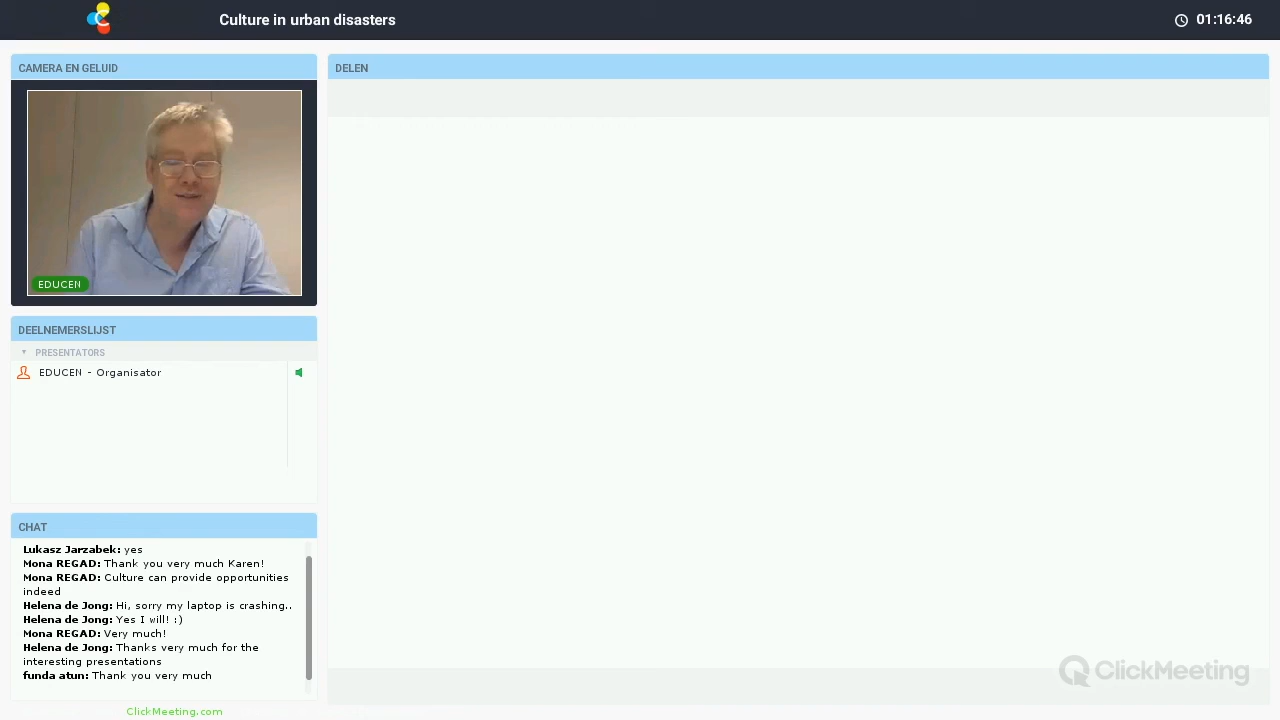 Culture in urban disasters
01:16:46
CAMERA EN GELUID
EDUCEN
DEELNEMERSLIJST
PRESENTATORS
EDUCEN - Organisator
CHAT
Lukasz Jarzabek: yes
Mona REGAD: Thank you very much Karen!
Mona REGAD: Culture can provide opportunities
indeed
Helena de Jong: Hi, sorry my laptop is crashing..
Helena de Jong: Yes I will! :)
Mona REGAD: Very much!
Helena de Jong: Thanks very much for the
interesting presentations
funda atun: Thank you very much
ClickMeeting.com
DELEN
ClickMeeting